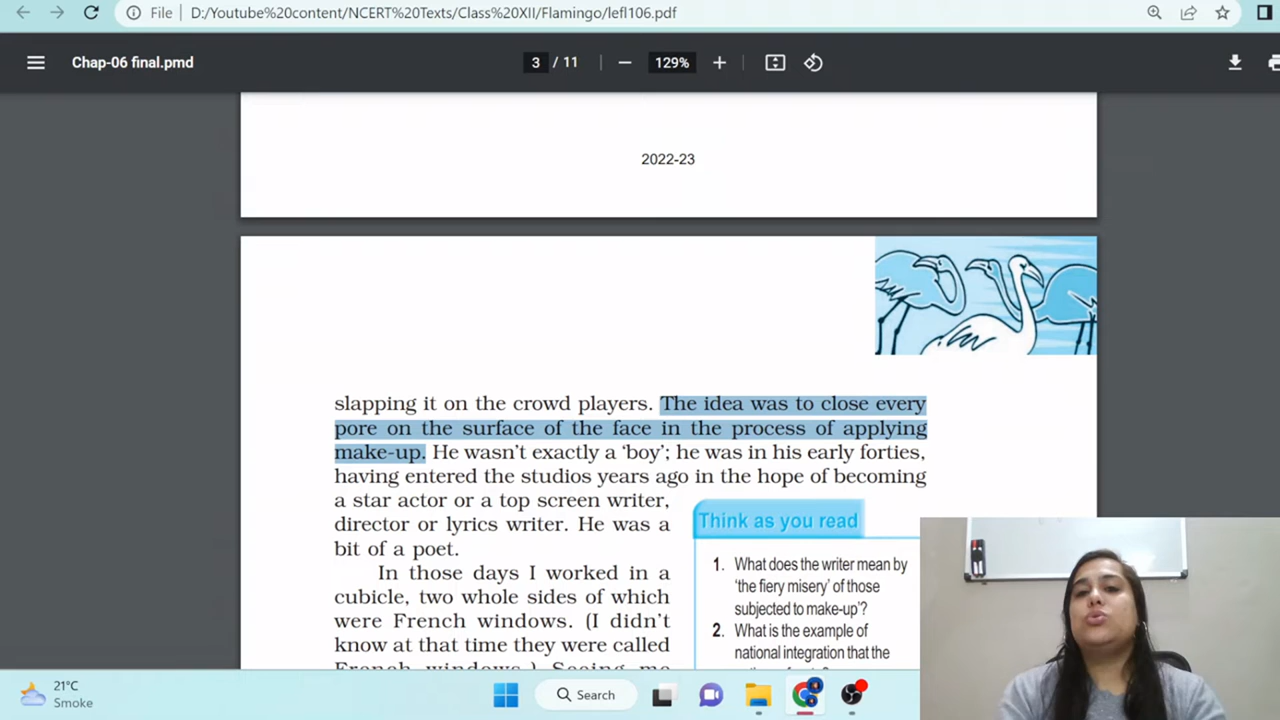 File
D:/Youtube%20content/NCERT%20Texts/Class%20XII/Flamingo/lefl106.pdf
Chap-06 final.pmd
3 / 11
129%
2022-23
slapping it on the crowd players. The idea was to close every
pore on the surface of the face in the process of applying
make-up. He wasn't exactly a 'boy'; he was in his early forties,
having entered the studios years ago in the hope of becoming
a star actor or a top screen writer,
director or lyrics writer. He was a
bit of a poet.
In those days I worked in a
cubicle, two whole sides of which
were French windows. (I didn't
know at that time they were called
French windows.) Seeing me
Think as you read
1. What does the writer mean by
'the fiery misery' of those
subjected to make-up'?
2. What is the example of
national integration that the
21°C
Smoke
Search